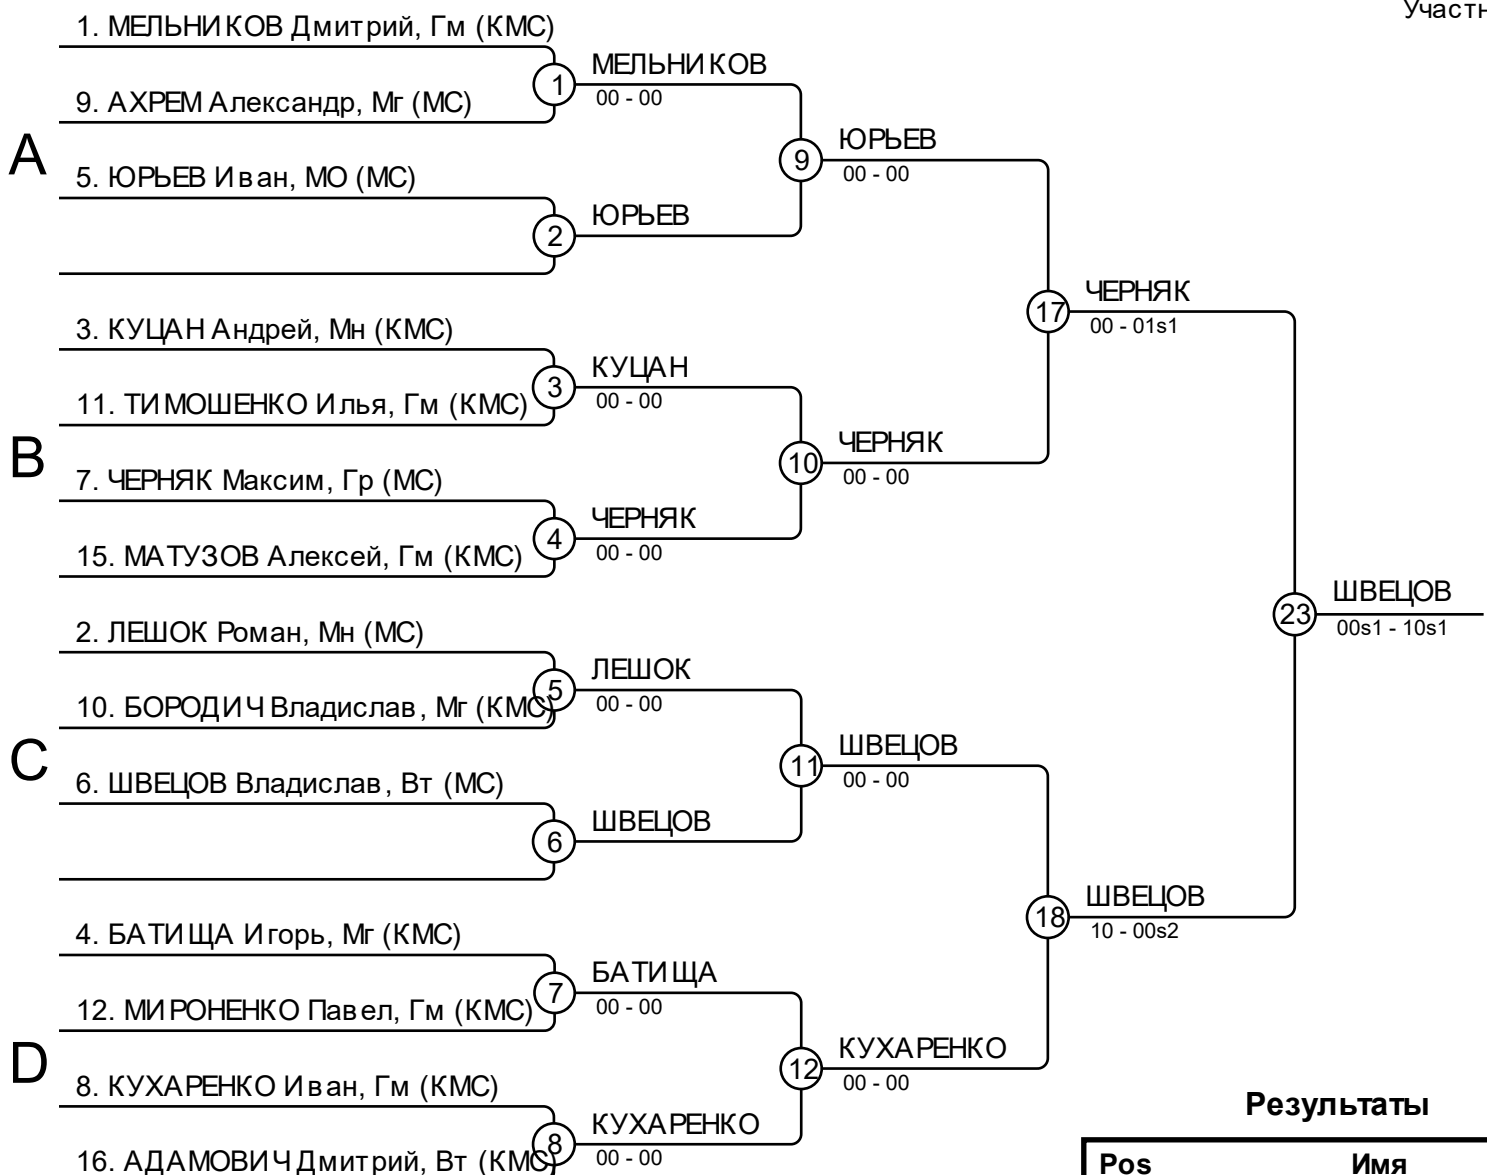 Участн
1. МЕЛЬНИКОВ Дмитрий, Гм (КМС)
9. АХРЕМ Александр, Мг (МС)
5. ЮРЬЕВ Иван, МО (МС)
A
3. КУЦАН Андрей, Мн (КМС)
11. ТИМОШЕНКО Илья, Гм (КМС)
7. ЧЕРНЯК Максим, Гр (МС)
15. МАТУЗОВ Алексей, Гм (КМС)
B
2. ЛЕШОК Роман, Мн (МС)
10. БОРОДИЧ Владислав, Мг (КМС)
6. ШВЕЦОВ Владислав, Вт (МС)
C
4. БАТИЩА Игорь, Мг (КМС)
12. МИРОНЕНКО Павел, Гм (КМС)
8. КУХАРЕНКО Иван, Гм (КМС)
16. АДАМОВИЧ Дмитрий, Вт (КМС)
D
1
МЕЛЬНИКОВ
00 - 00
2
ЮРЬЕВ
3
КУЦАН
00 - 00
4
ЧЕРНЯК
00 - 00
5
ЛЕШОК
00 - 00
6
ШВЕЦОВ
7
БАТИЩА
00 - 00
8
КУХАРЕНКО
00 - 00
9
ЮРЬЕВ
00 - 00
10
ЧЕРНЯК
00 - 00
11
ШВЕЦОВ
00 - 00
12
КУХАРЕНКО
00 - 00
17
ЧЕРНЯК
00 - 01s1
18
ШВЕЦОВ
10 - 00s2
23
ШВЕЦОВ
00s1 - 10s1
Результаты
Pos Имя